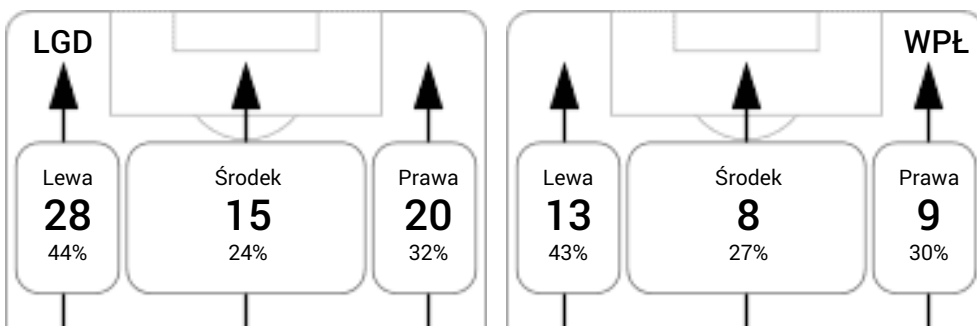 LGD
Lewa
28
44%
Środek
15
24%
Prawa
20
32%
WPŁ
Lewa
13
43%
Środek
8
27%
Prawa
9
30%